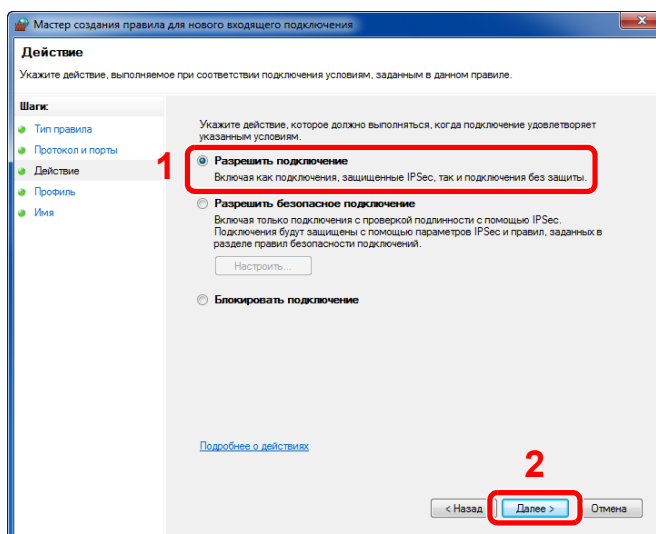 Мастер создания правила для нового входящего подключения
Действие
Укажите действие, выполняемое при соответствии подключения условиям, заданным в данном правиле.
Шаги:
Тип правила
Протокол и порты
Действие
Профиль
Имя
Укажите действие, которое должно выполняться, когда подключение удовлетворяет
указанным условиям.
1
Разрешить подключение
Включая как подключения, защищенные IPSec, так и подключения без защиты.
Разрешить безопасное подключение
Включая только подключения с проверкой подлинности с помощью IPSec.
Подключения будут защищены с помощью параметров IPSec и правил, заданных в
разделе правил безопасности подключений.
Настроить...
Блокировать подключение
Подробнее о действиях
2
< Назад
Далее >
Отмена